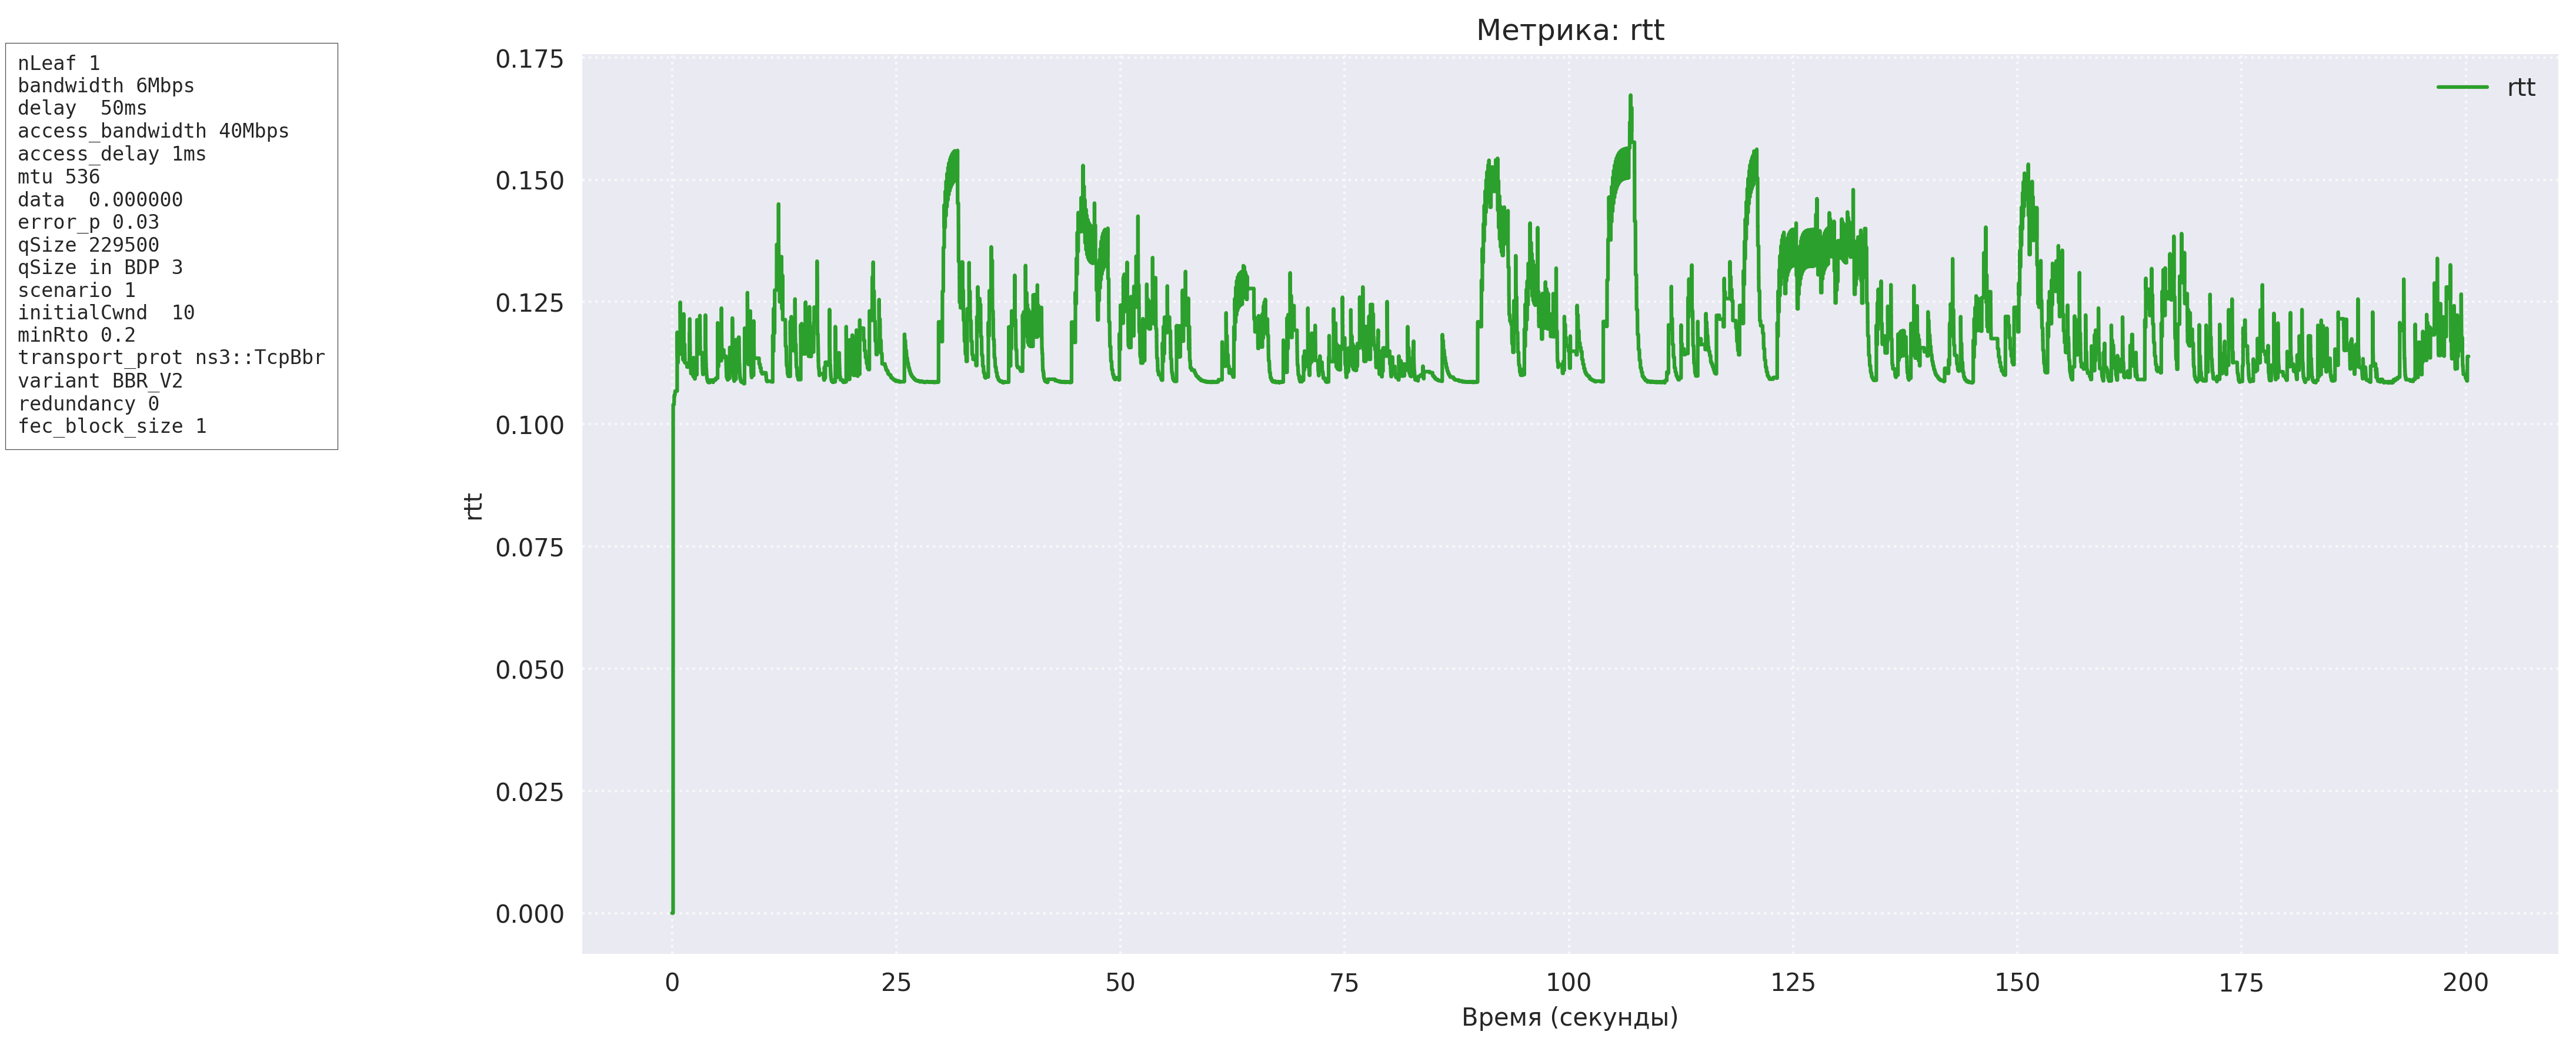 nLeaf 1
bandwidth 6Mbps
delay  50ms
access_bandwidth 40Mbps
access_delay 1ms
mtu 536
data  0.000000
error_p 0.03
qSize 229500
qSize in BDP 3
scenario 1
initialCwnd  10
minRto 0.2
transport_prot ns3::TcpBbr
variant BBR_V2
redundancy 0
fec_block_size 1
Метрика: rtt
rtt
0.175
0.150
0.125
0.100
0.075
0.050
0.025
0.000
rtt
0 25 50 75 100 125 150 175 200
Время (секунды)